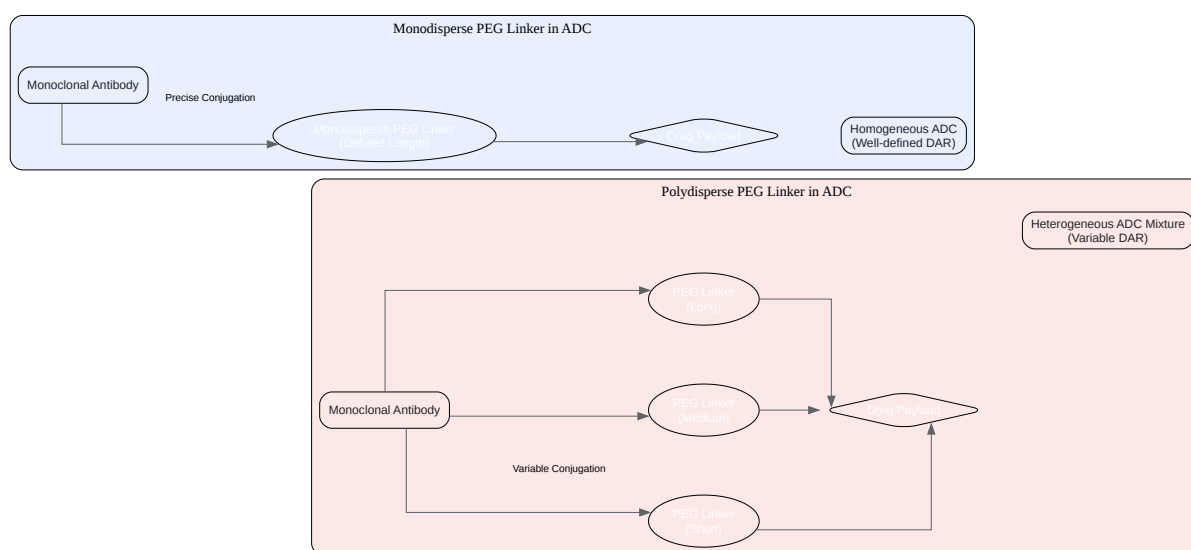 Monodisperse PEG Linker in ADC
Monoclonal Antibody
Precise Conjugation
Monodisperse PEG Linker
(Defined Length)
Drug Payload
Homogeneous ADC
(Well-defined DAR)
Polydisperse PEG Linker in ADC
Heterogeneous ADC Mixture
(Variable DAR)
PEG Linker
(Long)
Monoclonal Antibody
PEG Linker
(Medium)
Drug Payload
Variable Conjugation
PEG Linker
(Short)